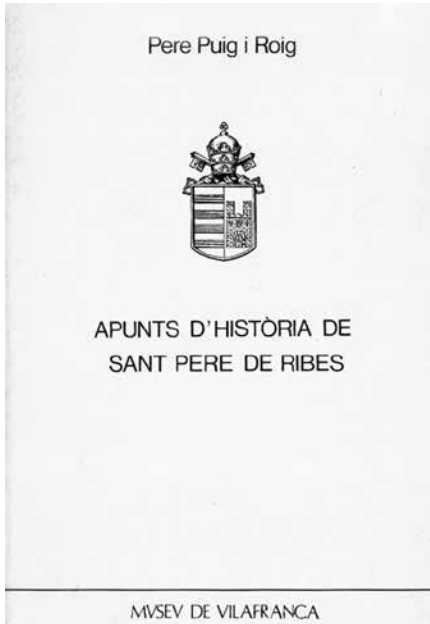 Pere Puig i Roig
APUNTS D'HISTÒRIA DE
SANT PERE DE RIBES
MVSEV DE VILAFRANCA